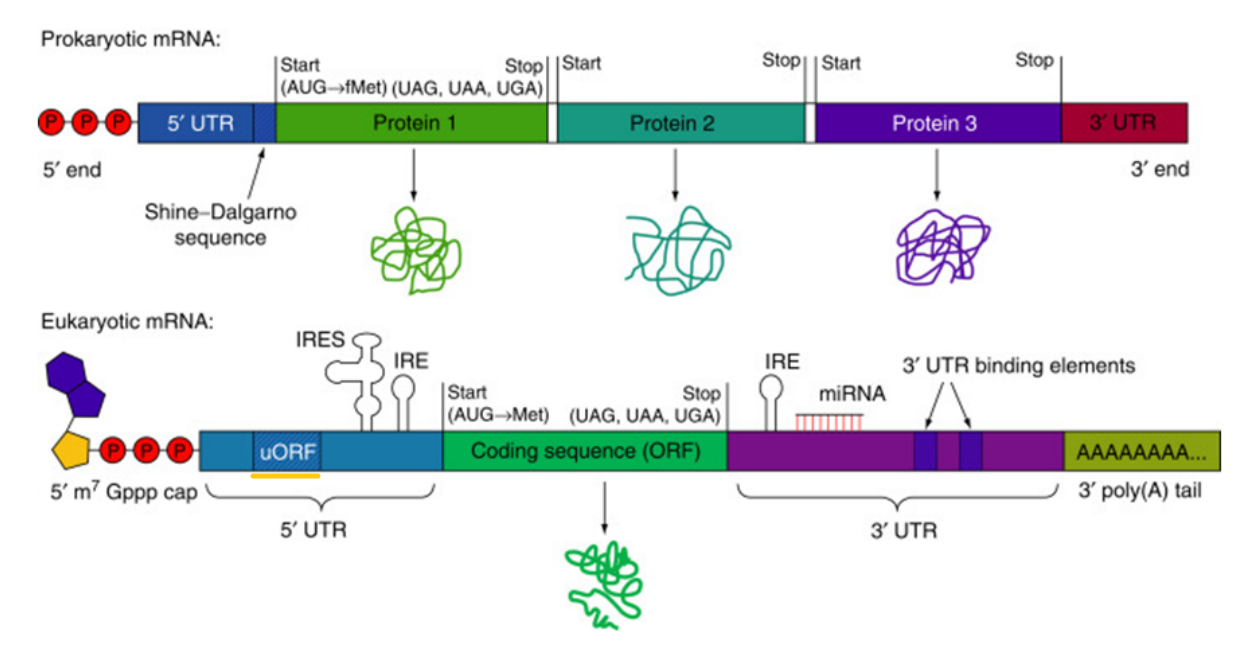 Prokaryotic mRNA:
Start
(AUG→fMet)
Stop
(UAG, UAA, UGA)
Start
Stop
Start
Stop
P P P
5′ UTR
Protein 1
Protein 2
Protein 3
3′ UTR
5′ end
3′ end
Shine–Dalgarno
sequence
Eukaryotic mRNA:
IRES
IRE
Start
(AUG→Met)
Stop
(UAG, UAA, UGA)
IRE
miRNA
3′ UTR binding elements
P P P
uORF
Coding sequence (ORF)
AAAAAAAA...
5′ m⁷ Gppp cap
5′ UTR
3′ UTR
3′ poly(A) tail